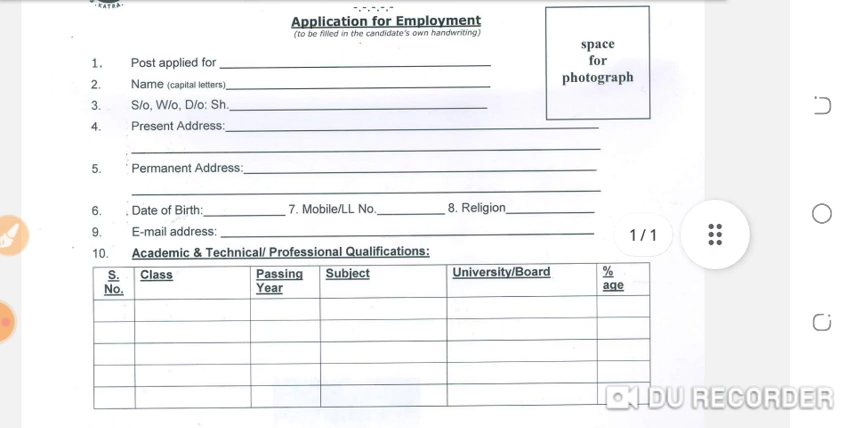 KATRA.
-.-.-.-.-
Application for Employment
(to be filled in the candidate's own handwriting)
space
for
photograph
1. Post applied for
2. Name (capital letters)
3. S/o, W/o, D/o: Sh.
4. Present Address:
5. Permanent Address:
6. Date of Birth: 7. Mobile/LL No. 8. Religion
9. E-mail address:
1/1
10. Academic & Technical/ Professional Qualifications:
S. No. Class Passing Year Subject University/Board % age
DU RECORDER